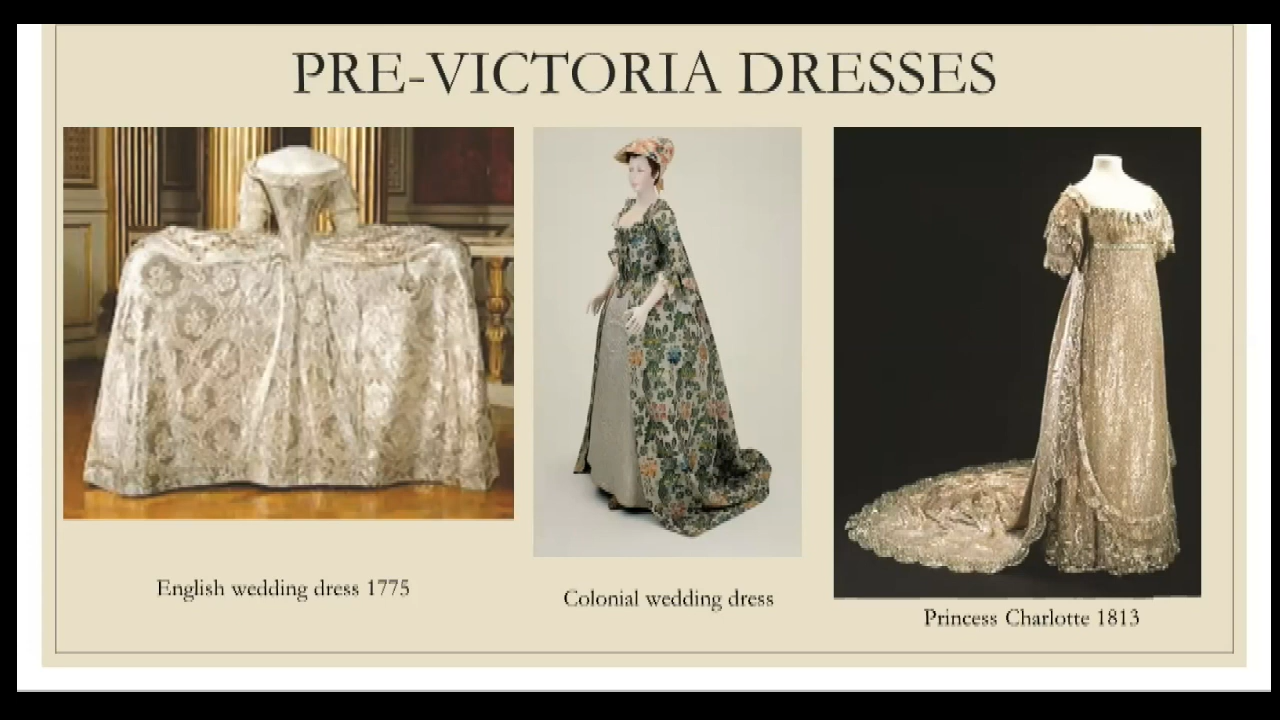 PRE-VICTORIA DRESSES
English wedding dress 1775
Colonial wedding dress
Princess Charlotte 1813